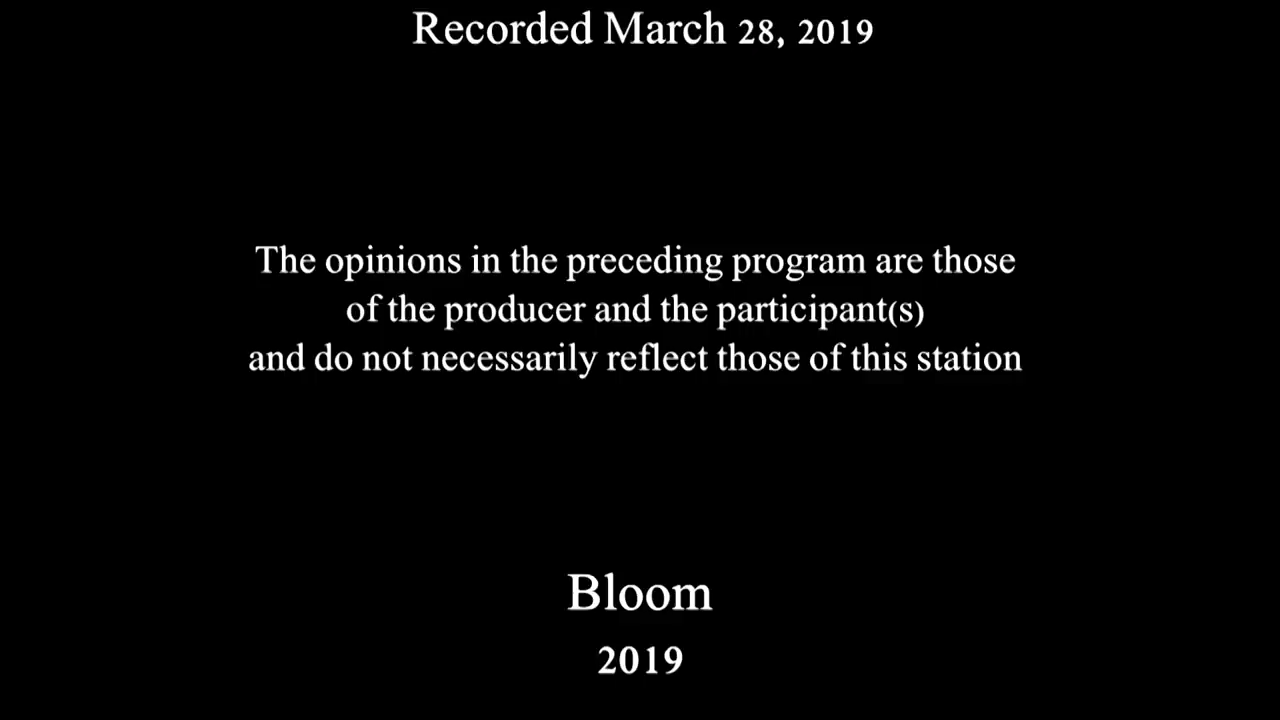 Recorded March 28, 2019
The opinions in the preceding program are those
of the producer and the participant(s)
and do not necessarily reflect those of this station
Bloom
2019